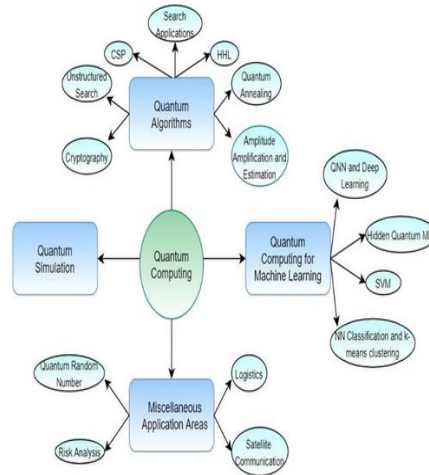 Search
Applications
CSP
HHL
Unstructured
Search
Quantum
Algorithms
Quantum
Annealing
Cryptography
Amplitude
Amplification and
Estimation
QNN and Deep
Learning
Quantum
Simulation
Quantum
Computing
Quantum
Computing for
Machine Learning
Hidden Quantum M
SVM
NN Classification and k-
means clustering
Quantum Random
Number
Logistics
Miscellaneous
Application Areas
Risk Analysis
Satellite
Communication